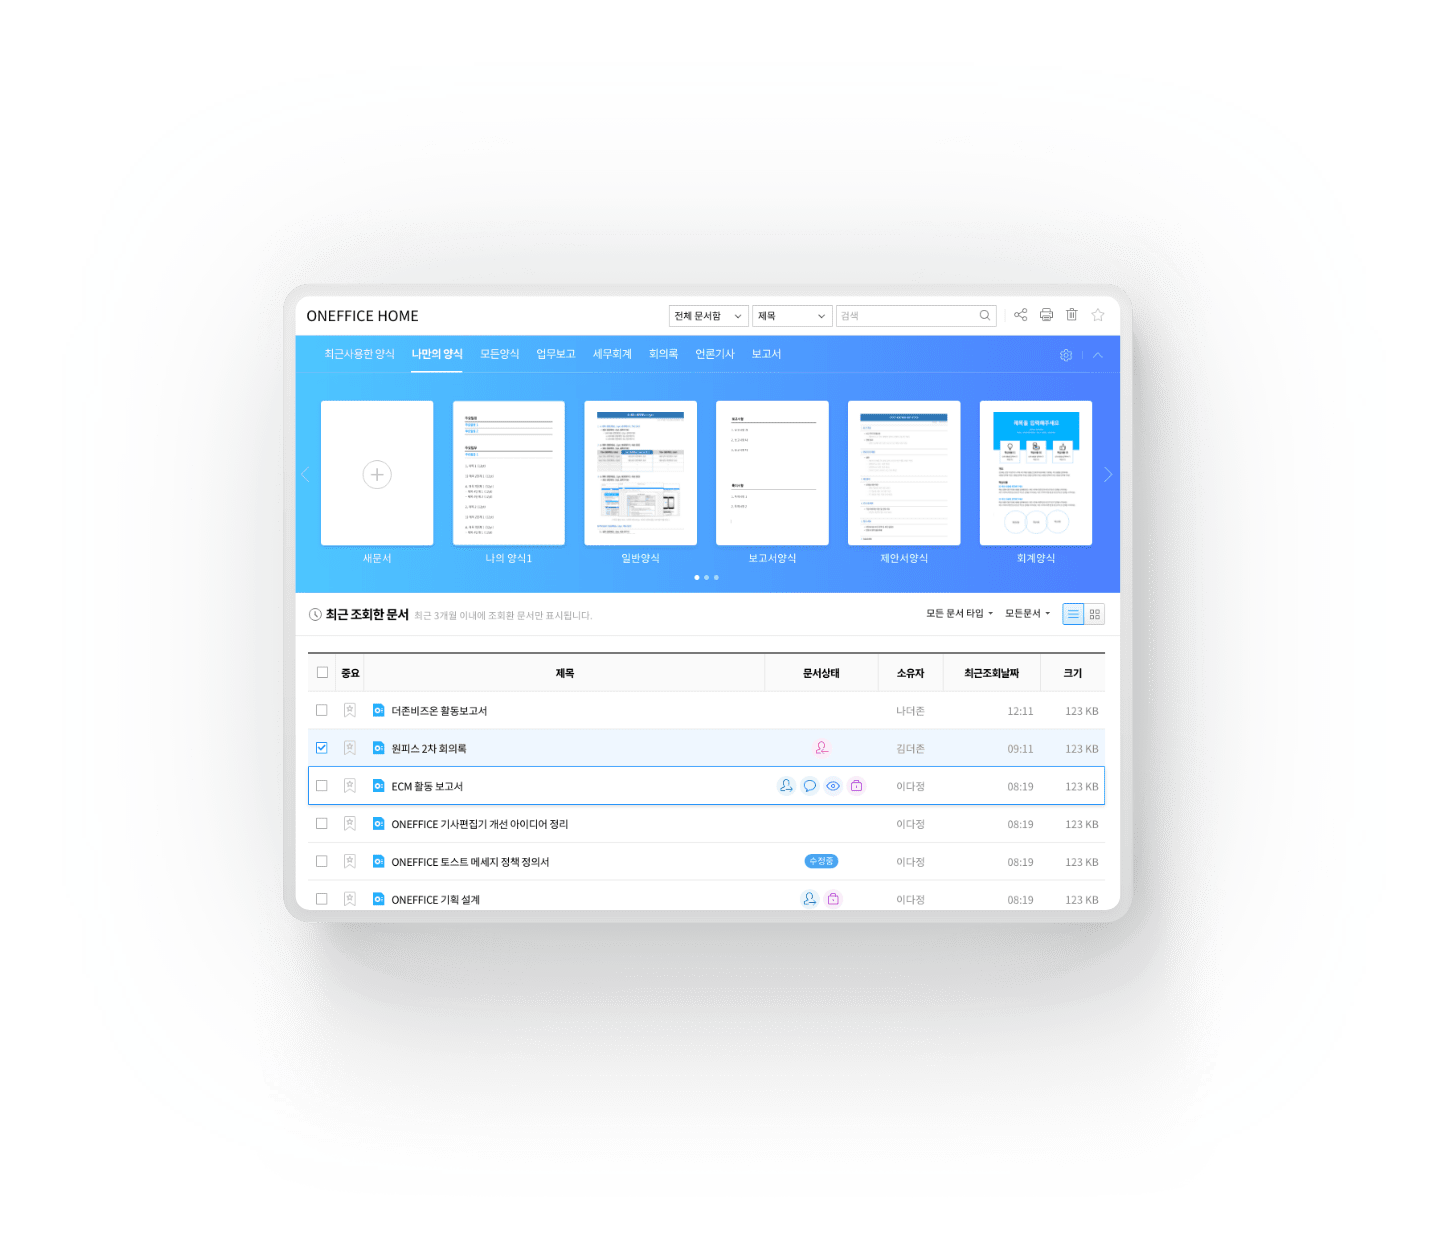 ONEFFICE HOME
전체 문서함 제목 검색
최근사용한 양식 나만의 양식 모든양식 업무보고 세무회계 회의록 언론기사 보고서
제목을 입력해주세요
새문서 나의 양식1 일반양식 보고서양식 제안서양식 회계양식
최근 조회한 문서 최근 3개월 이내에 조회한 문서만 표시됩니다. 모든 문서 타입 모든문서
중요 제목 문서상태 소유자 최근조회날짜 크기
더존비즈온 활동보고서 나더존 12:11 123 KB
원피스 2차 회의록 김더존 09:11 123 KB
ECM 활동 보고서 이다정 08:19 123 KB
ONEFFICE 기사편집기 개선 아이디어 정리 이다정 08:19 123 KB
ONEFFICE 토스트 메세지 정책 정의서 수정중 이다정 08:19 123 KB
ONEFFICE 기획 설계 이다정 08:19 123 KB